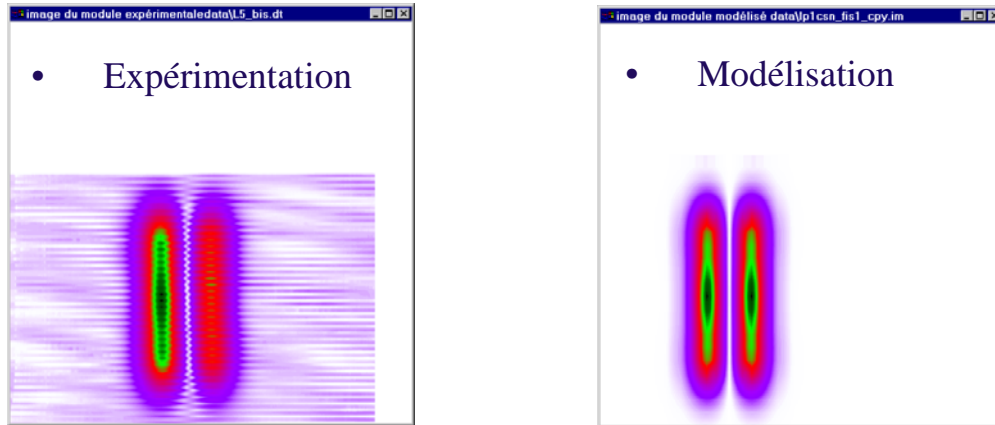 image du module expérimentaledata\L5_bis.dt
• Expérimentation
image du module modélisé data\lp1csn_fis1_cpy.im
• Modélisation